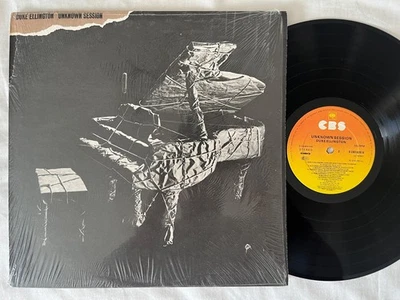 DUKE ELLINGTON · UNKNOWN SESSION
CBS
UNKNOWN SESSION
DUKE ELLINGTON